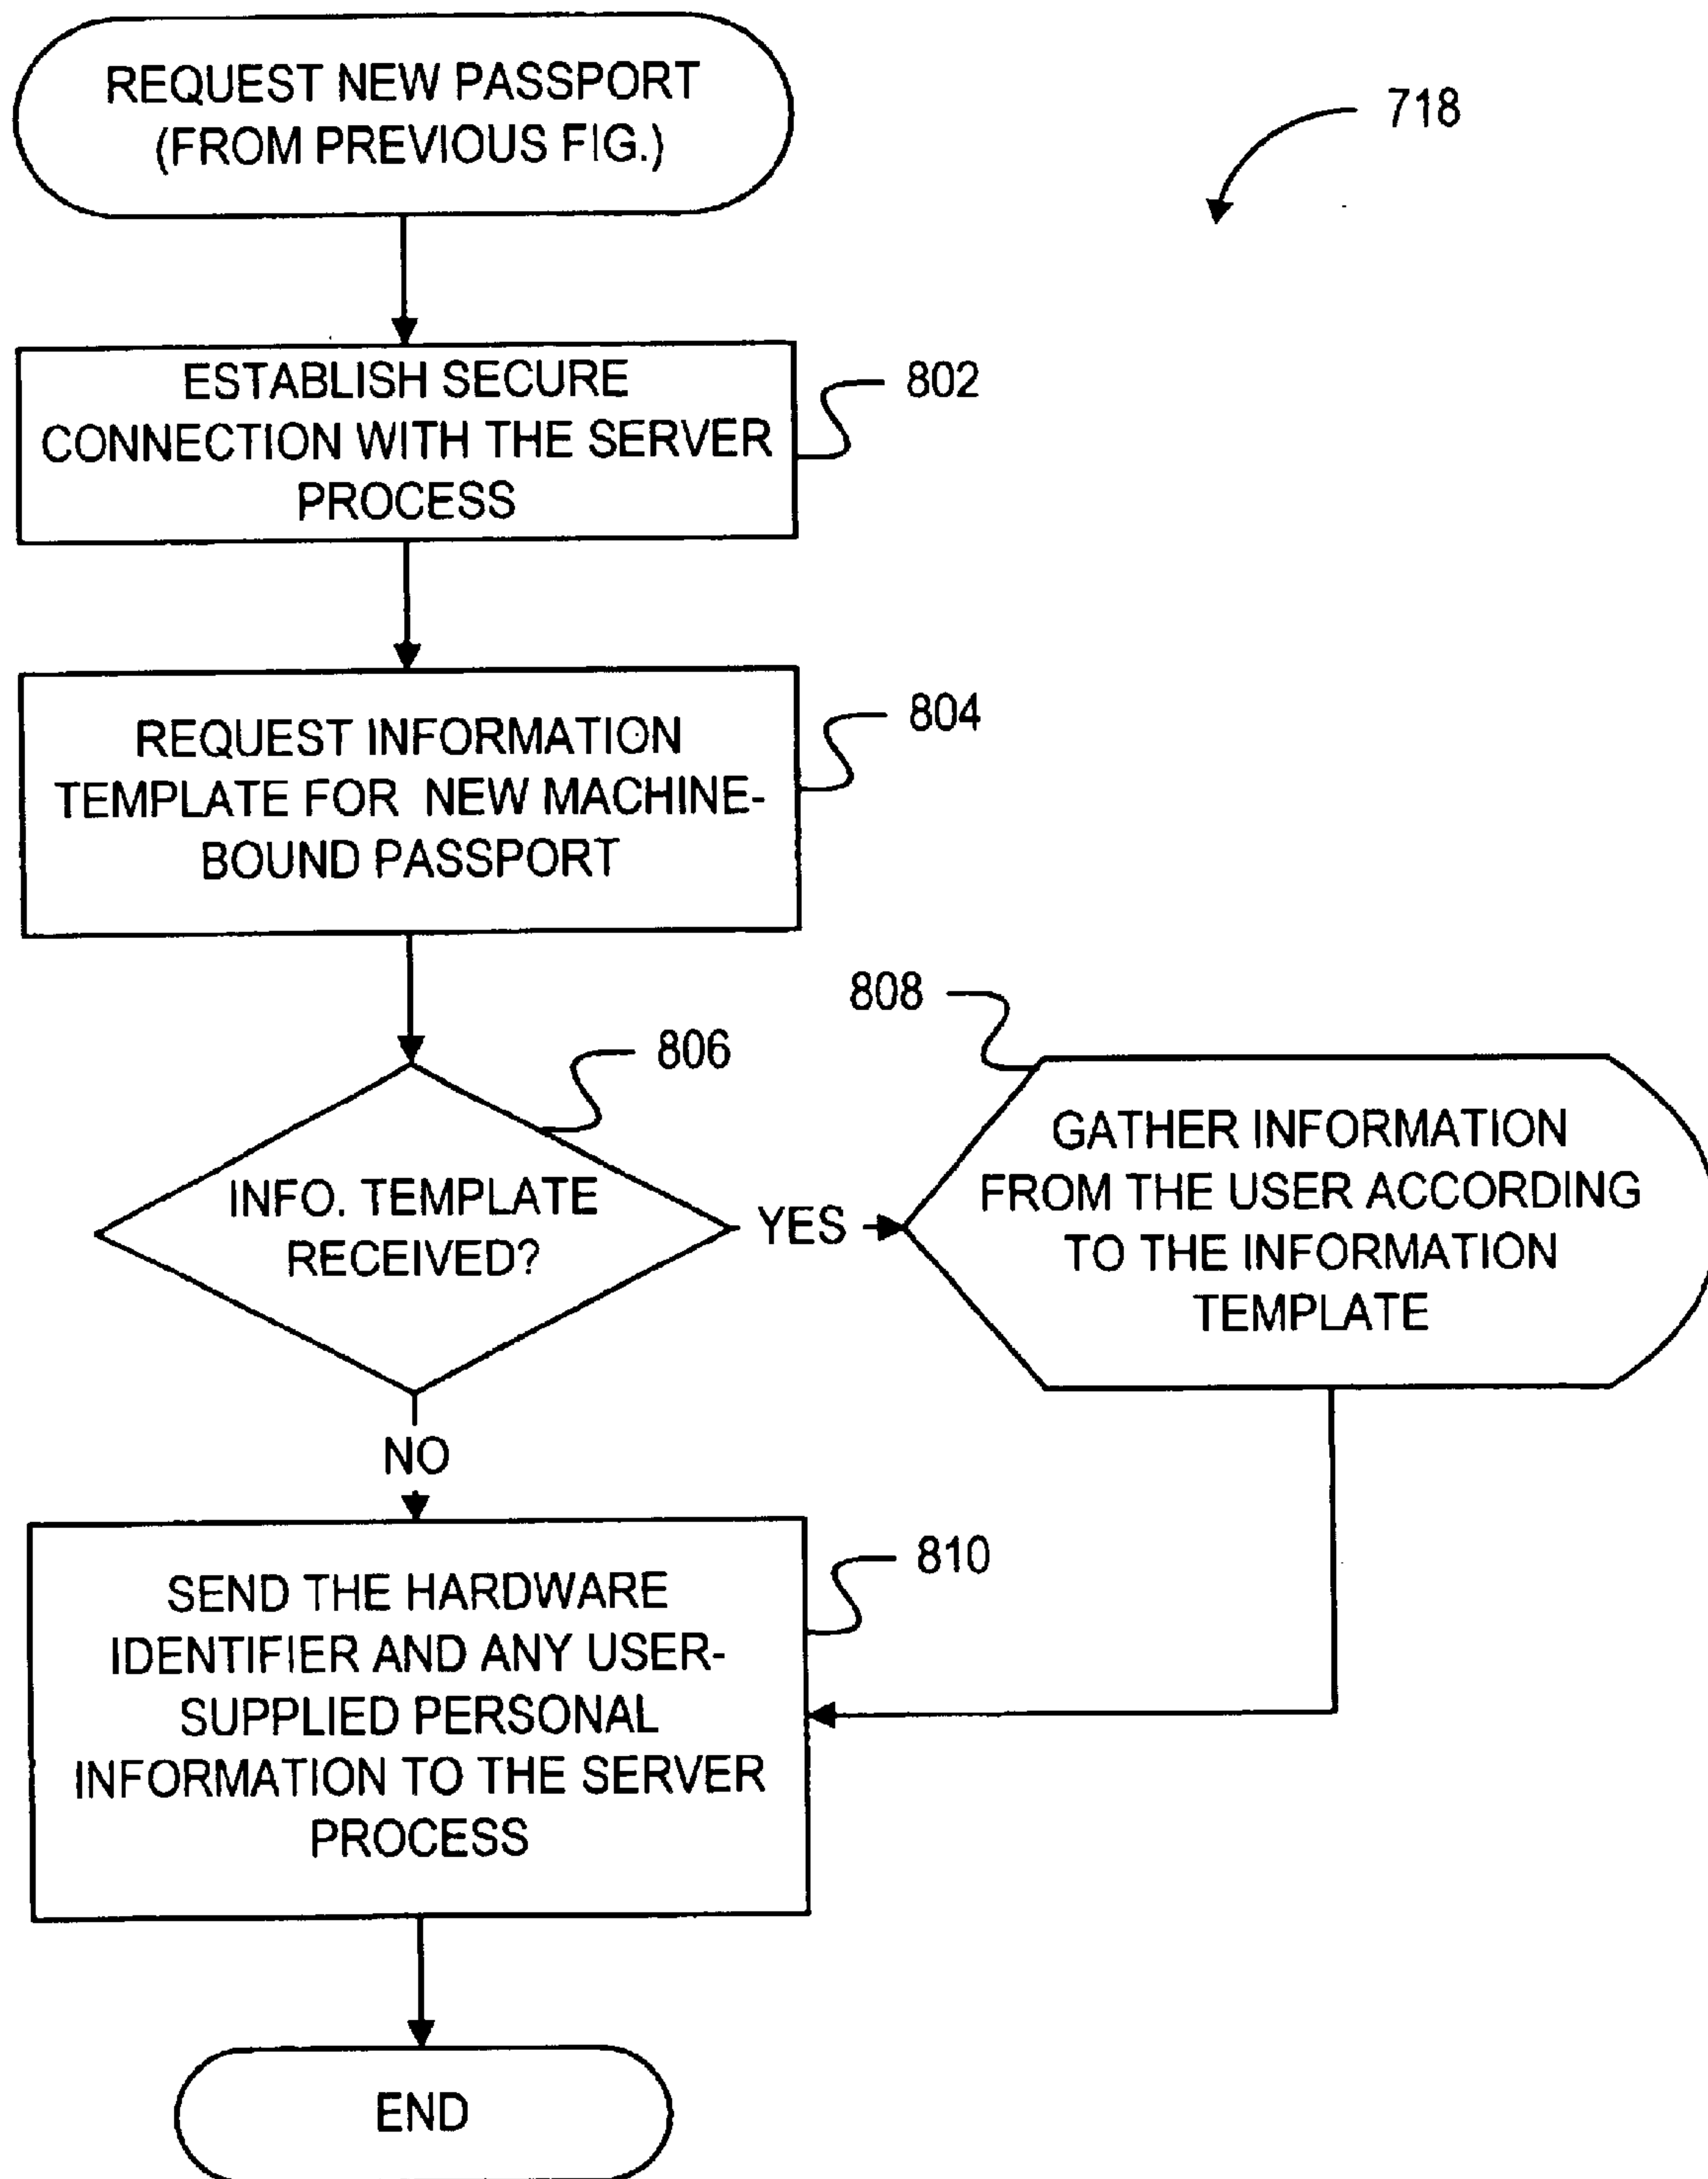 REQUEST NEW PASSPORT
(FROM PREVIOUS FIG.)
718
ESTABLISH SECURE
CONNECTION WITH THE SERVER
PROCESS
802
REQUEST INFORMATION
TEMPLATE FOR NEW MACHINE-
BOUND PASSPORT
804
806
INFO. TEMPLATE
RECEIVED?
YES
808
GATHER INFORMATION
FROM THE USER ACCORDING
TO THE INFORMATION
TEMPLATE
NO
SEND THE HARDWARE
IDENTIFIER AND ANY USER-
SUPPLIED PERSONAL
INFORMATION TO THE SERVER
PROCESS
810
END